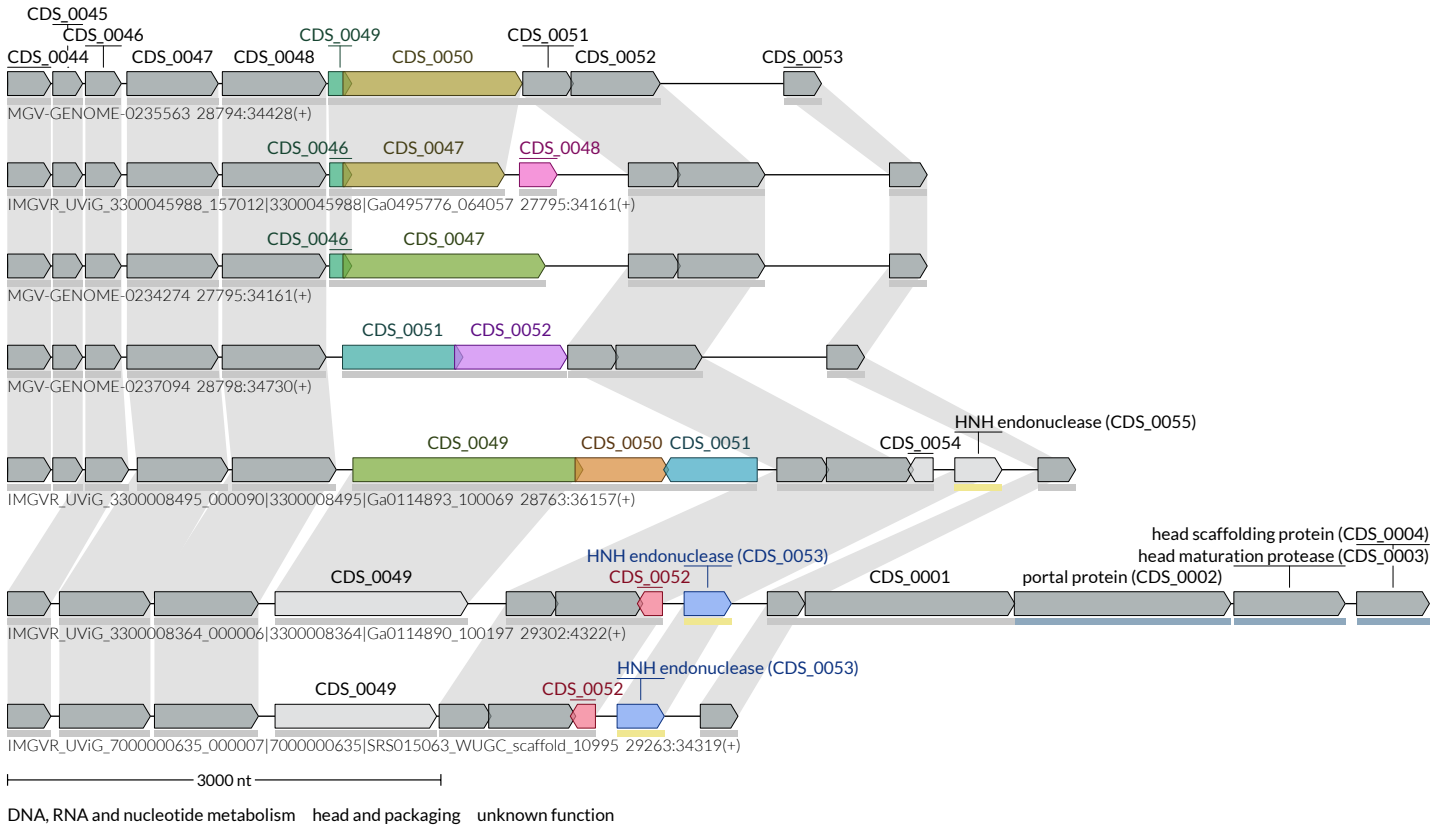 CDS_0045
CDS_0046 CDS_0049 CDS_0051
CDS_0044 CDS_0047 CDS_0048 CDS_0050 CDS_0052 CDS_0053
MGV-GENOME-0235563 28794:34428(+)
CDS_0046 CDS_0047 CDS_0048
IMGVR_UViG_3300045988_157012|3300045988|Ga0495776_064057 27795:34161(+)
CDS_0046 CDS_0047
MGV-GENOME-0234274 27795:34161(+)
CDS_0051 CDS_0052
MGV-GENOME-0237094 28798:34730(+)
HNH endonuclease (CDS_0055)
CDS_0049 CDS_0050 CDS_0051 CDS_0054
IMGVR_UViG_3300008495_000090|3300008495|Ga0114893_100069 28763:36157(+)
head scaffolding protein (CDS_0004)
HNH endonuclease (CDS_0053) head maturation protease (CDS_0003)
CDS_0049 CDS_0052 CDS_0001 portal protein (CDS_0002)
IMGVR_UViG_3300008364_000006|3300008364|Ga0114890_100197 29302:4322(+)
HNH endonuclease (CDS_0053)
CDS_0049 CDS_0052
IMGVR_UViG_7000000635_000007|7000000635|SRS015063_WUGC_scaffold_10995 29263:34319(+)
3000 nt
DNA, RNA and nucleotide metabolism head and packaging unknown function